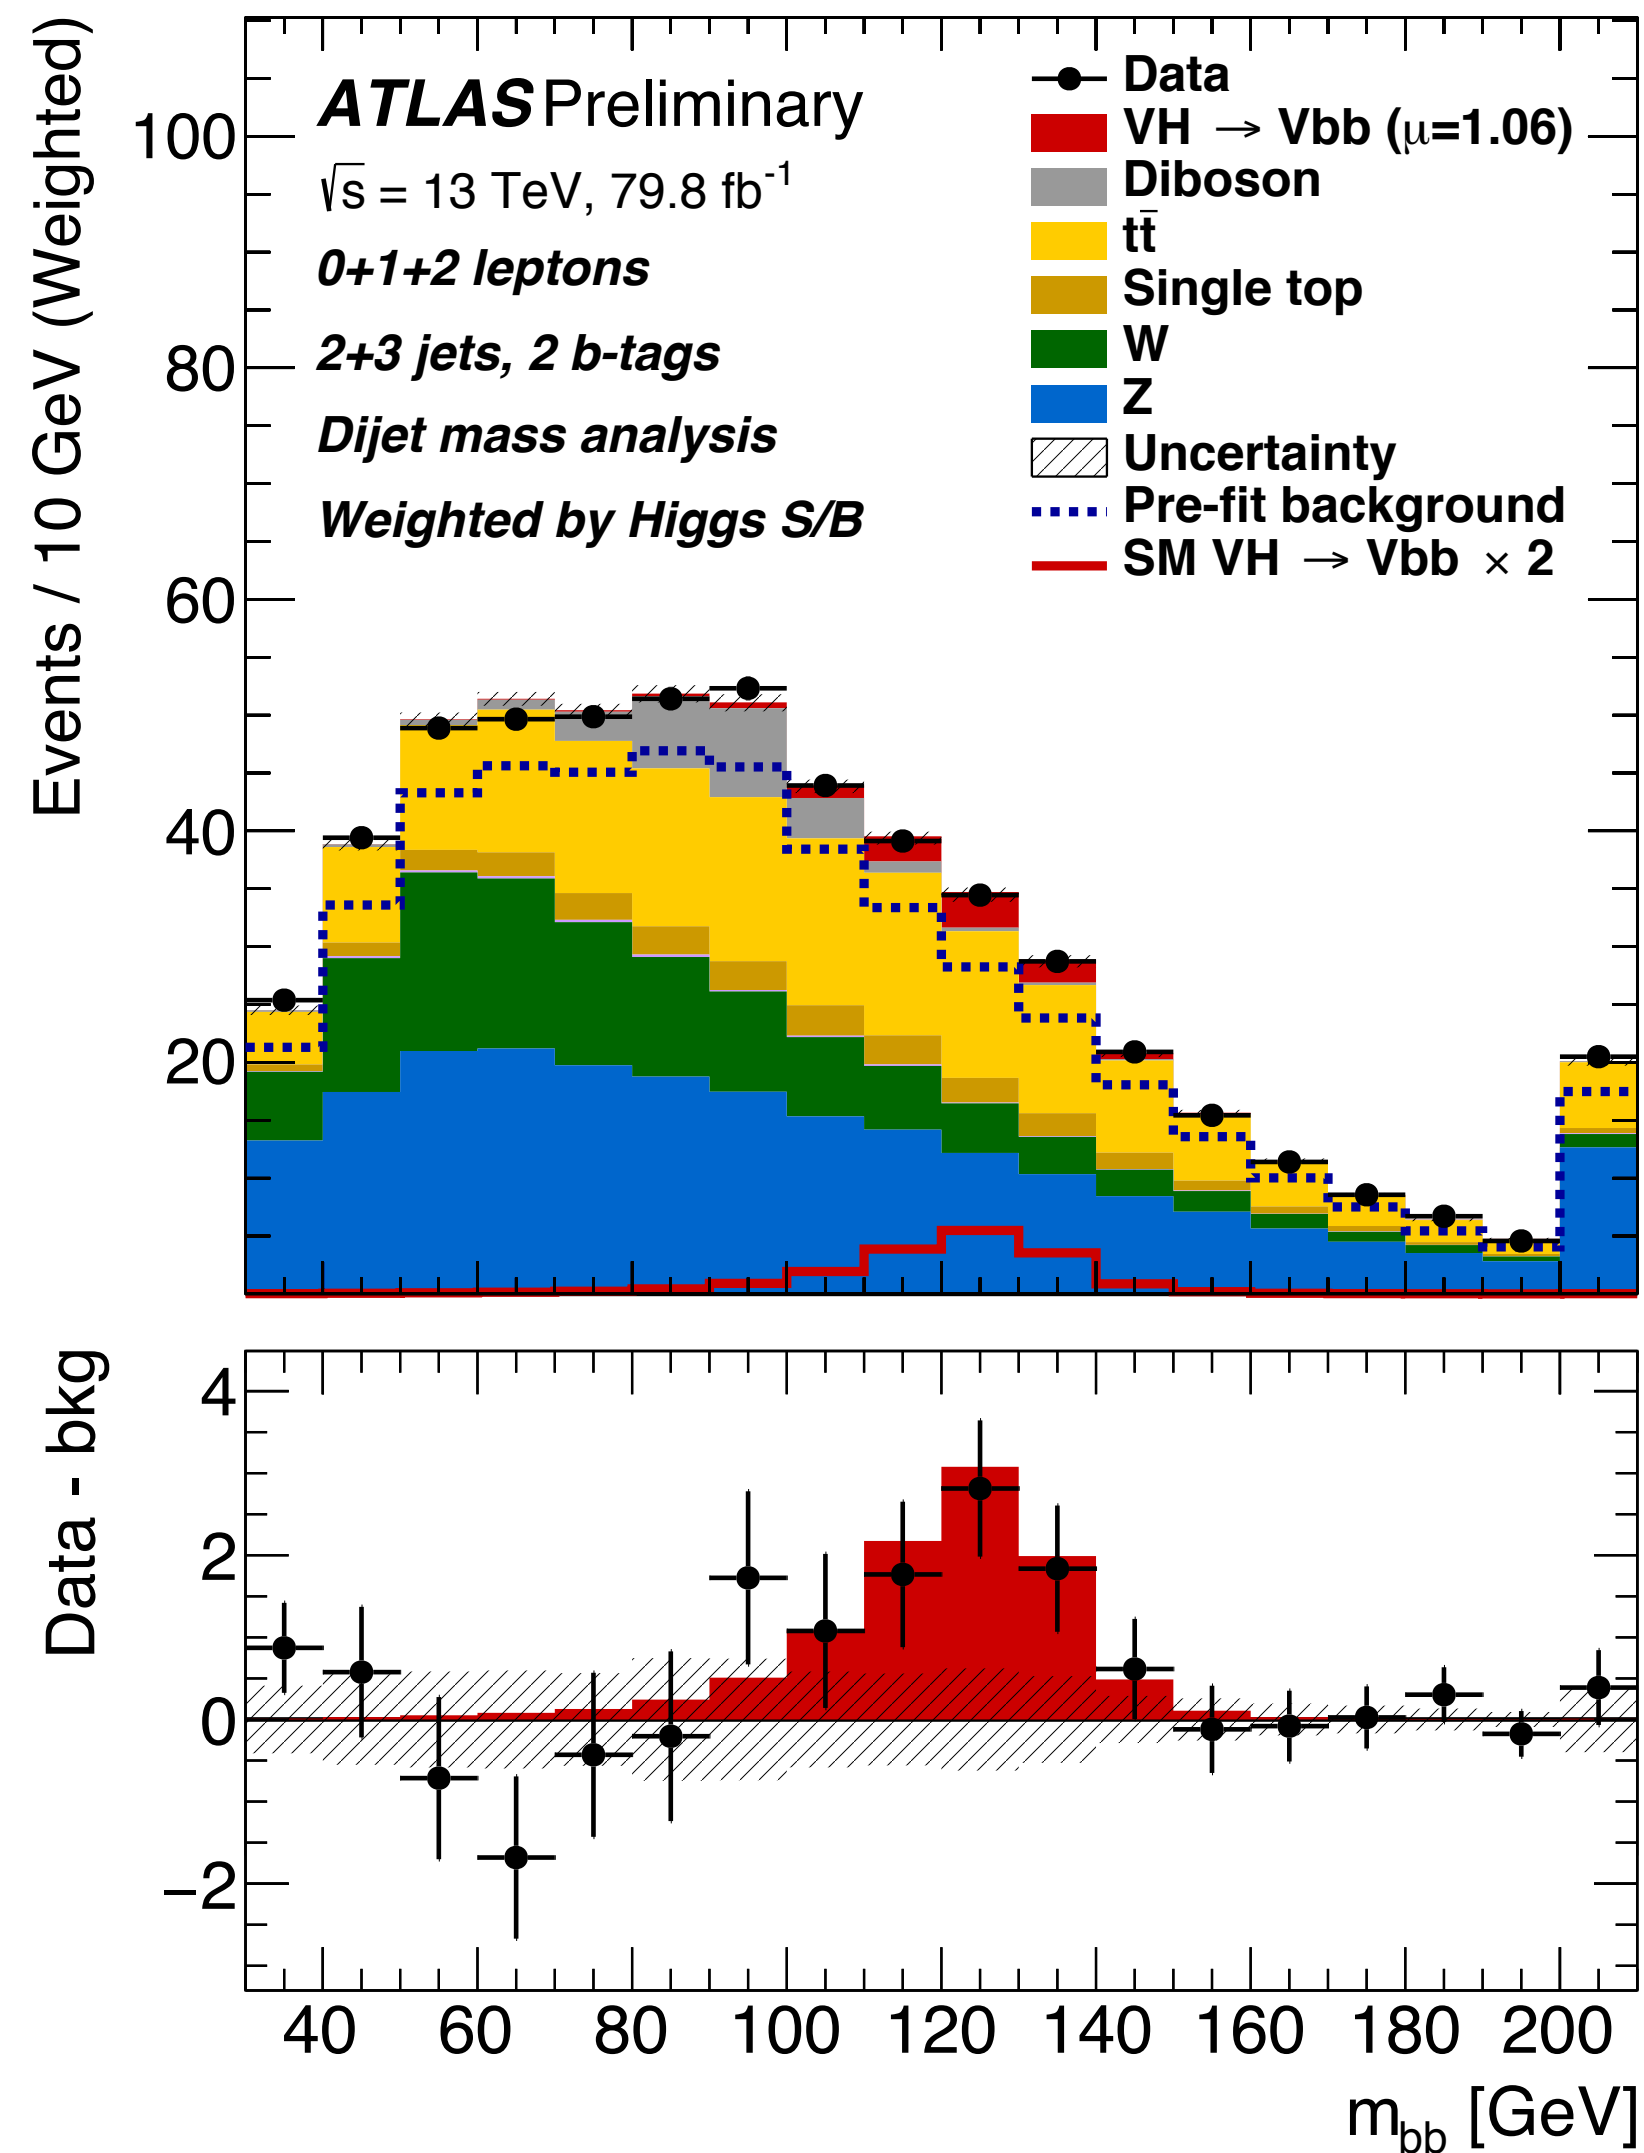 Events / 10 GeV (Weighted)
100
80
60
40
20
ATLAS Preliminary
√s = 13 TeV, 79.8 fb⁻¹
0+1+2 leptons
2+3 jets, 2 b-tags
Dijet mass analysis
Weighted by Higgs S/B
Data
VH → Vbb (μ=1.06)
Diboson
tt̄
Single top
W
Z
Uncertainty
Pre-fit background
SM VH → Vbb × 2
Data - bkg
4
2
0
−2
40 60 80 100 120 140 160 180 200
m_bb [GeV]